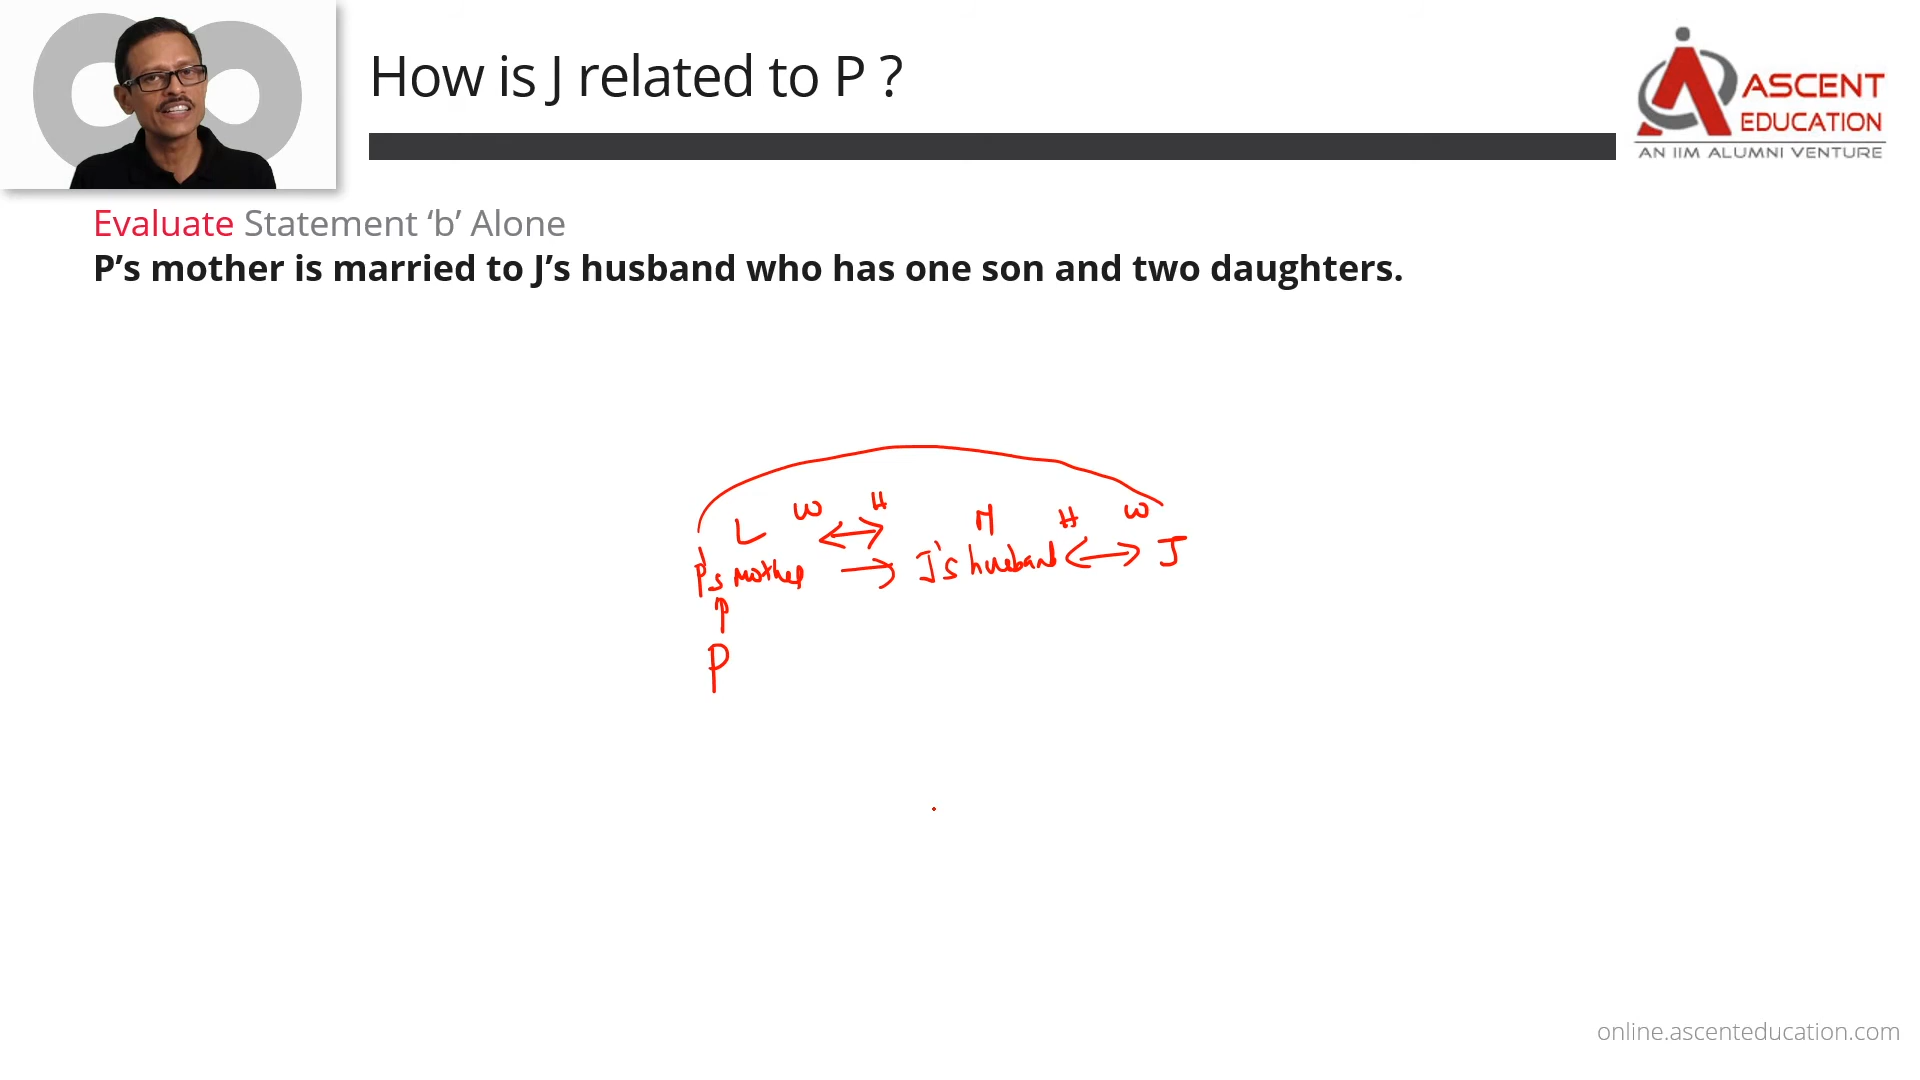 How is J related to P ?
ASCENT
EDUCATION
AN IIM ALUMNI VENTURE
Evaluate Statement ‘b’ Alone
P’s mother is married to J’s husband who has one son and two daughters.
L W H M H W
P's mother → J's husband ↔ J
P
online.ascenteducation.com